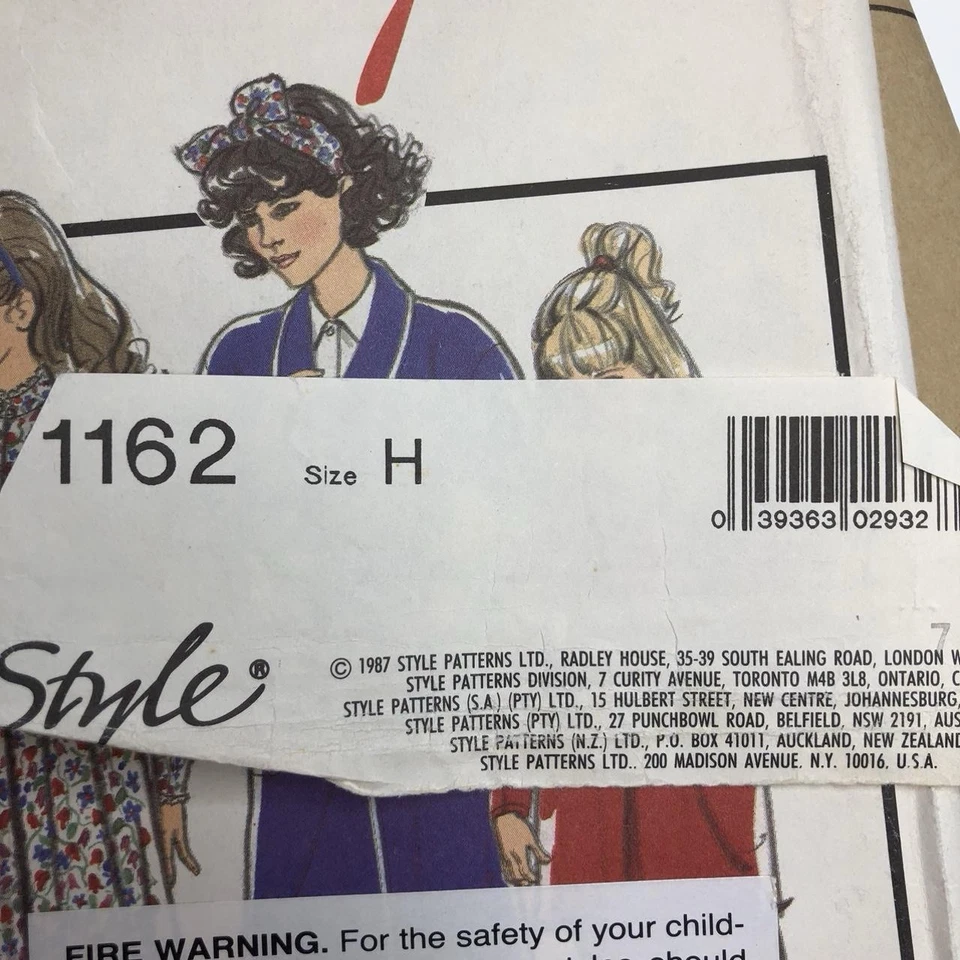 1162 Size H
0 39363 02932
7
Style®
© 1987 STYLE PATTERNS LTD., RADLEY HOUSE, 35-39 SOUTH EALING ROAD, LONDON W
STYLE PATTERNS DIVISION, 7 CURITY AVENUE, TORONTO M4B 3L8, ONTARIO, C
STYLE PATTERNS (S.A.) (PTY) LTD., 15 HULBERT STREET, NEW CENTRE, JOHANNESBURG,
STYLE PATTERNS (PTY) LTD., 27 PUNCHBOWL ROAD, BELFIELD, NSW 2191, AUS
STYLE PATTERNS (N.Z.) LTD., P.O. BOX 41011, AUCKLAND, NEW ZEALAND
STYLE PATTERNS LTD., 200 MADISON AVENUE, N.Y. 10016, U.S.A.
FIRE WARNING. For the safety of your child-
should